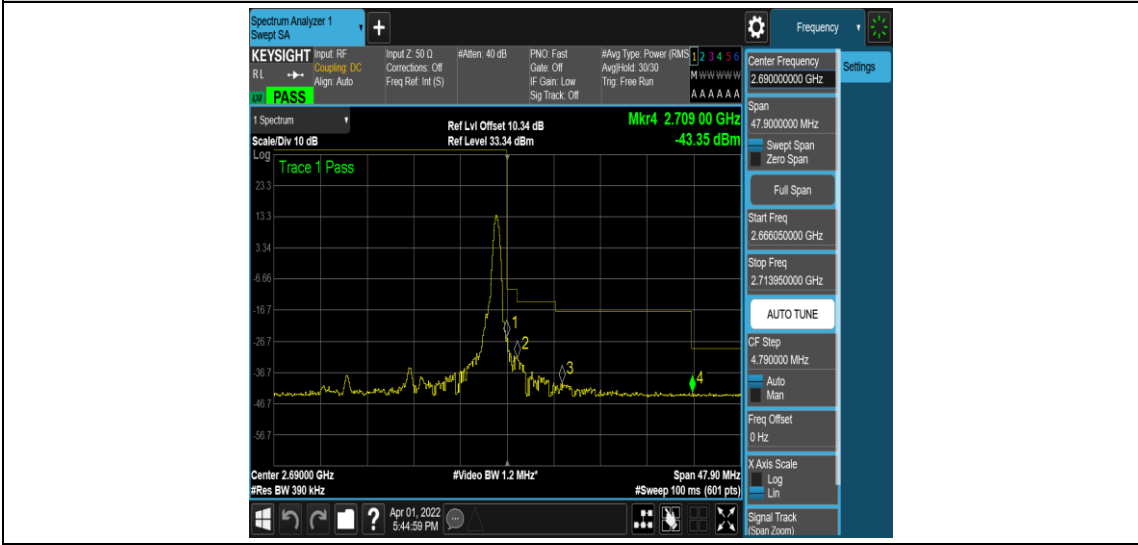 Spectrum Analyzer 1
Swept SA
+
Frequency
KEYSIGHT
RL
PASS
Input: RF
Coupling: DC
Align: Auto
Input Z: 50 Ω
Corrections: Off
Freq Ref: Int (S)
#Atten: 40 dB
PNO: Fast
Gate: Off
IF Gain: Low
Sig Track: Off
#Avg Type: Power (RMS
Avg|Hold: 30/30
Trig: Free Run
1 2 3 4 5 6
M W W W W W
A A A A A A
1 Spectrum
Scale/Div 10 dB
Ref Lvl Offset 10.34 dB
Ref Level 33.34 dBm
Mkr4 2.709 00 GHz
-43.35 dBm
Log
Trace 1 Pass
23.3
13.3
3.34
-6.66
-16.7
-26.7
-36.7
-46.7
-56.7
1
2
3
4
Center 2.69000 GHz
#Video BW 1.2 MHz*
Span 47.90 MHz
#Res BW 390 kHz
#Sweep 100 ms (601 pts)
?
Apr 01, 2022
5:44:59 PM
Center Frequency
2.690000000 GHz
Settings
Span
47.9000000 MHz
Swept Span
Zero Span
Full Span
Start Freq
2.666050000 GHz
Stop Freq
2.713950000 GHz
AUTO TUNE
CF Step
4.790000 MHz
Auto
Man
Freq Offset
0 Hz
X Axis Scale
Log
Lin
Signal Track
(Span Zoom)